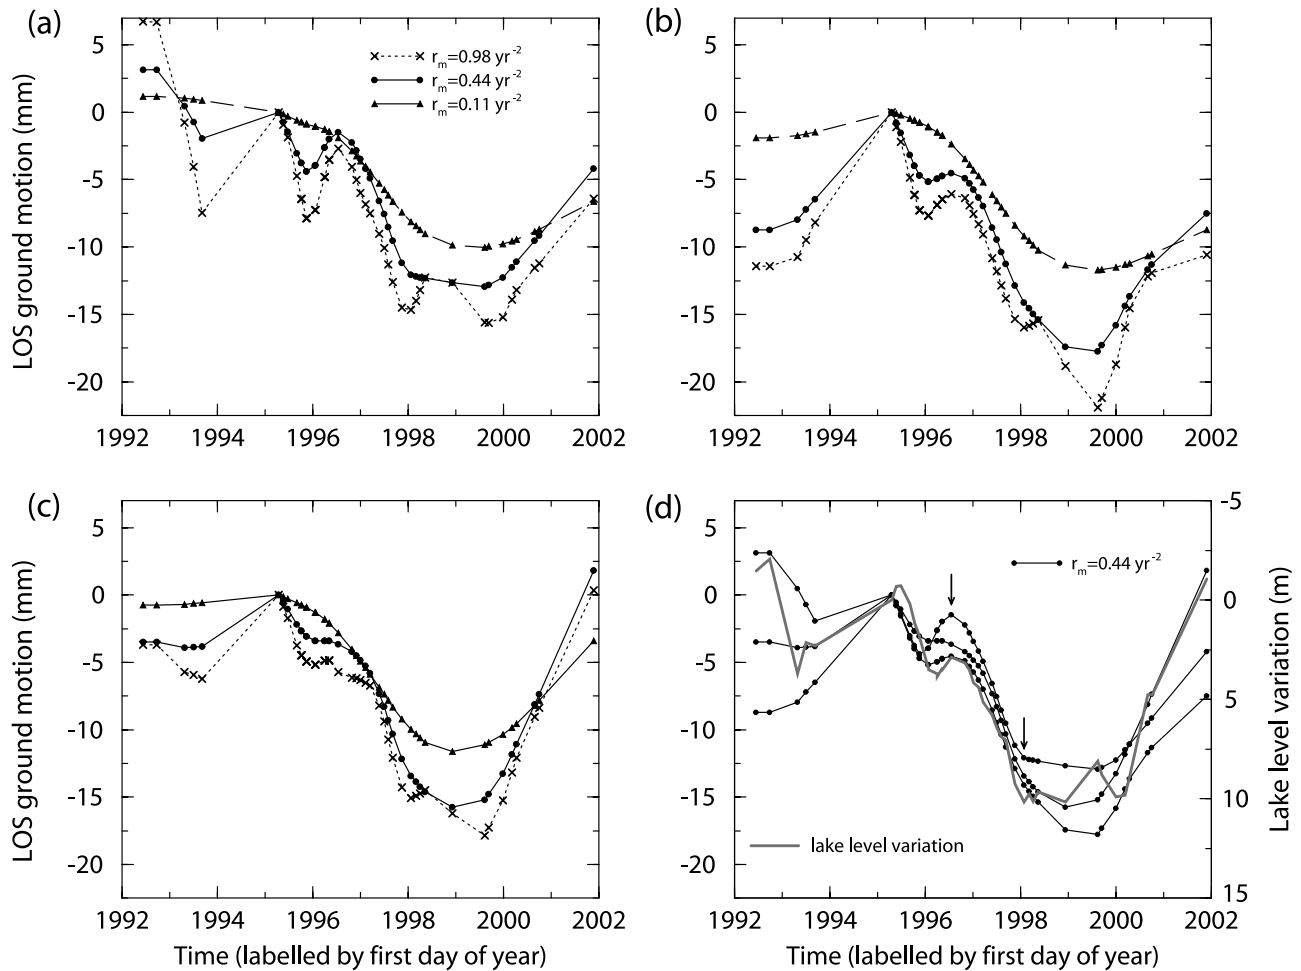 (a)
(b)
LOS ground motion (mm)
5
0
-5
-10
-15
-20
r_m=0.98 yr⁻²
r_m=0.44 yr⁻²
r_m=0.11 yr⁻²
1992 1994 1996 1998 2000 2002
5
0
-5
-10
-15
-20
1992 1994 1996 1998 2000 2002
(c)
(d)
LOS ground motion (mm)
5
0
-5
-10
-15
-20
1992 1994 1996 1998 2000 2002
Time (labelled by first day of year)
5
0
-5
-10
-15
-20
r_m=0.44 yr⁻²
lake level variation
-5
0
5
10
15
Lake level variation (m)
1992 1994 1996 1998 2000 2002
Time (labelled by first day of year)